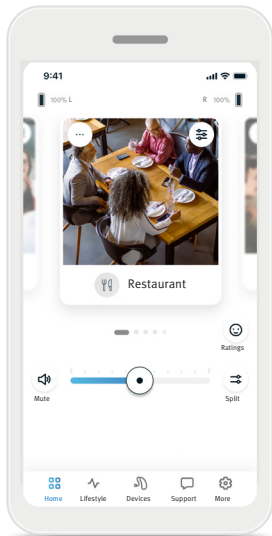 9:41
100% L
R 100%
Restaurant
Ratings
Mute
Split
Home Lifestyle Devices Support More